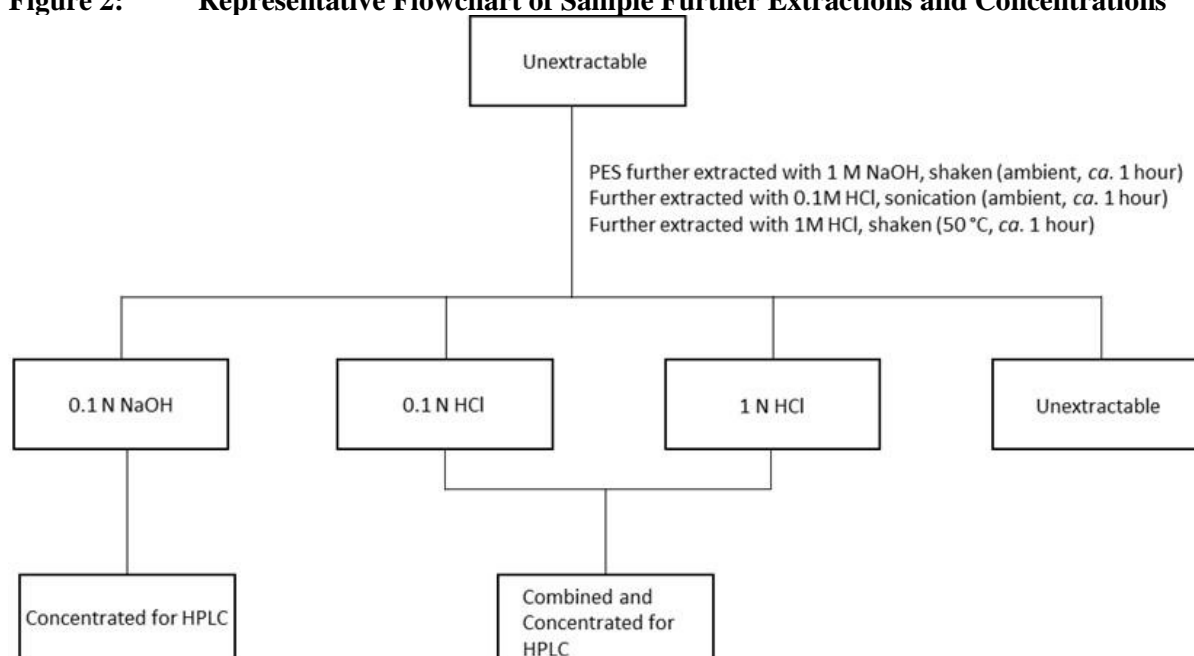 Figure 2: Representative Flowchart of Sample Further Extractions and Concentrations
Unextractable
PES further extracted with 1 M NaOH, shaken (ambient, ca. 1 hour)
Further extracted with 0.1M HCl, sonication (ambient, ca. 1 hour)
Further extracted with 1M HCl, shaken (50 °C, ca. 1 hour)
0.1 N NaOH
0.1 N HCl
1 N HCl
Unextractable
Concentrated for HPLC
Combined and
Concentrated for
HPLC